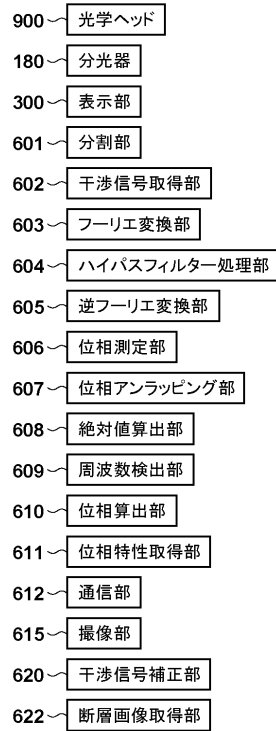 900 光学ヘッド
180 分光器
300 表示部
601 分割部
602 干渉信号取得部
603 フーリエ変換部
604 ハイパスフィルター処理部
605 逆フーリエ変換部
606 位相測定部
607 位相アンラッピング部
608 絶対値算出部
609 周波数検出部
610 位相算出部
611 位相特性取得部
612 通信部
615 撮像部
620 干渉信号補正部
622 断層画像取得部